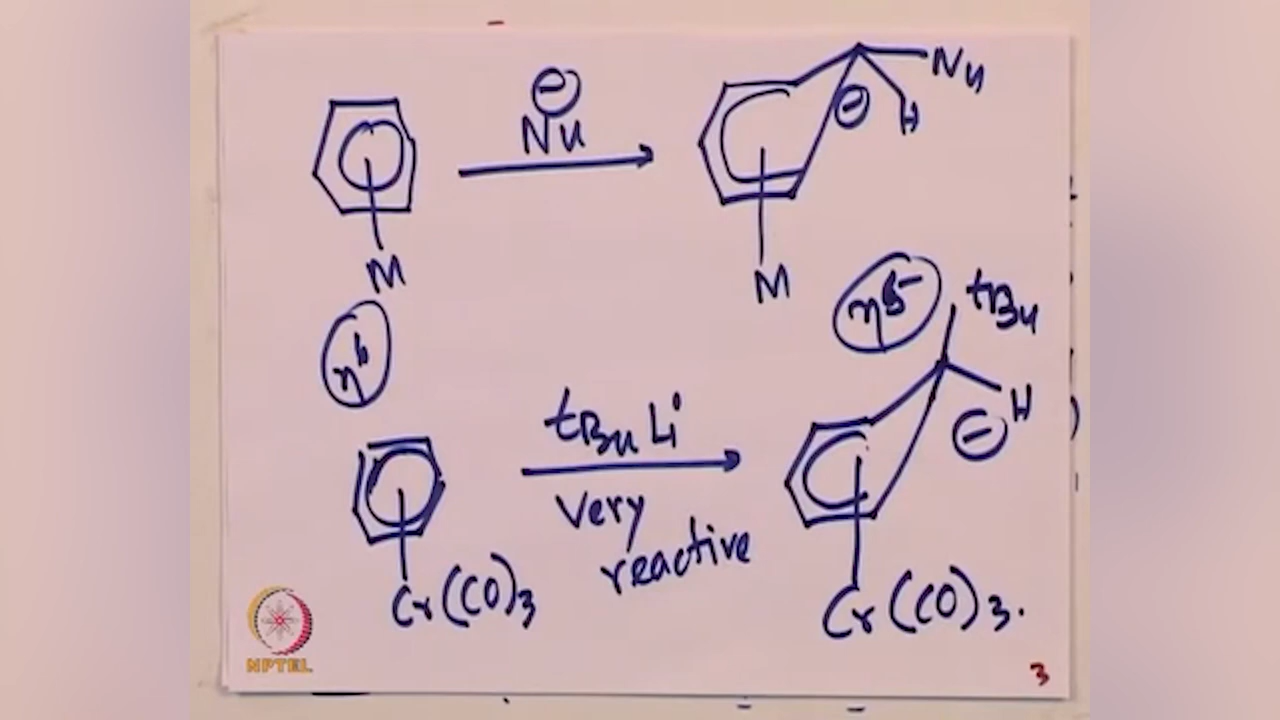 ⊖
Nu
Nu
⊖
H
M
M
η6
η5
tBu
tBuLi
H
⊖
Very
reactive
Cr(CO)3
Cr(CO)3.
NPTEL
3